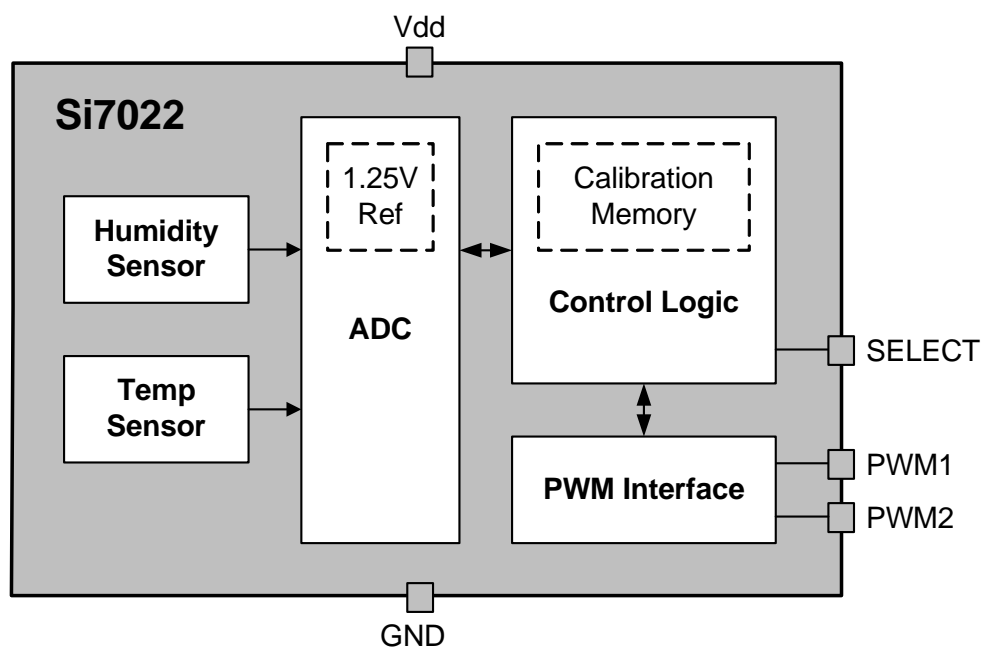 Vdd
Si7022
1.25V
Ref
Calibration
Memory
Humidity
Sensor
ADC
Control Logic
SELECT
Temp
Sensor
PWM Interface
PWM1
PWM2
GND